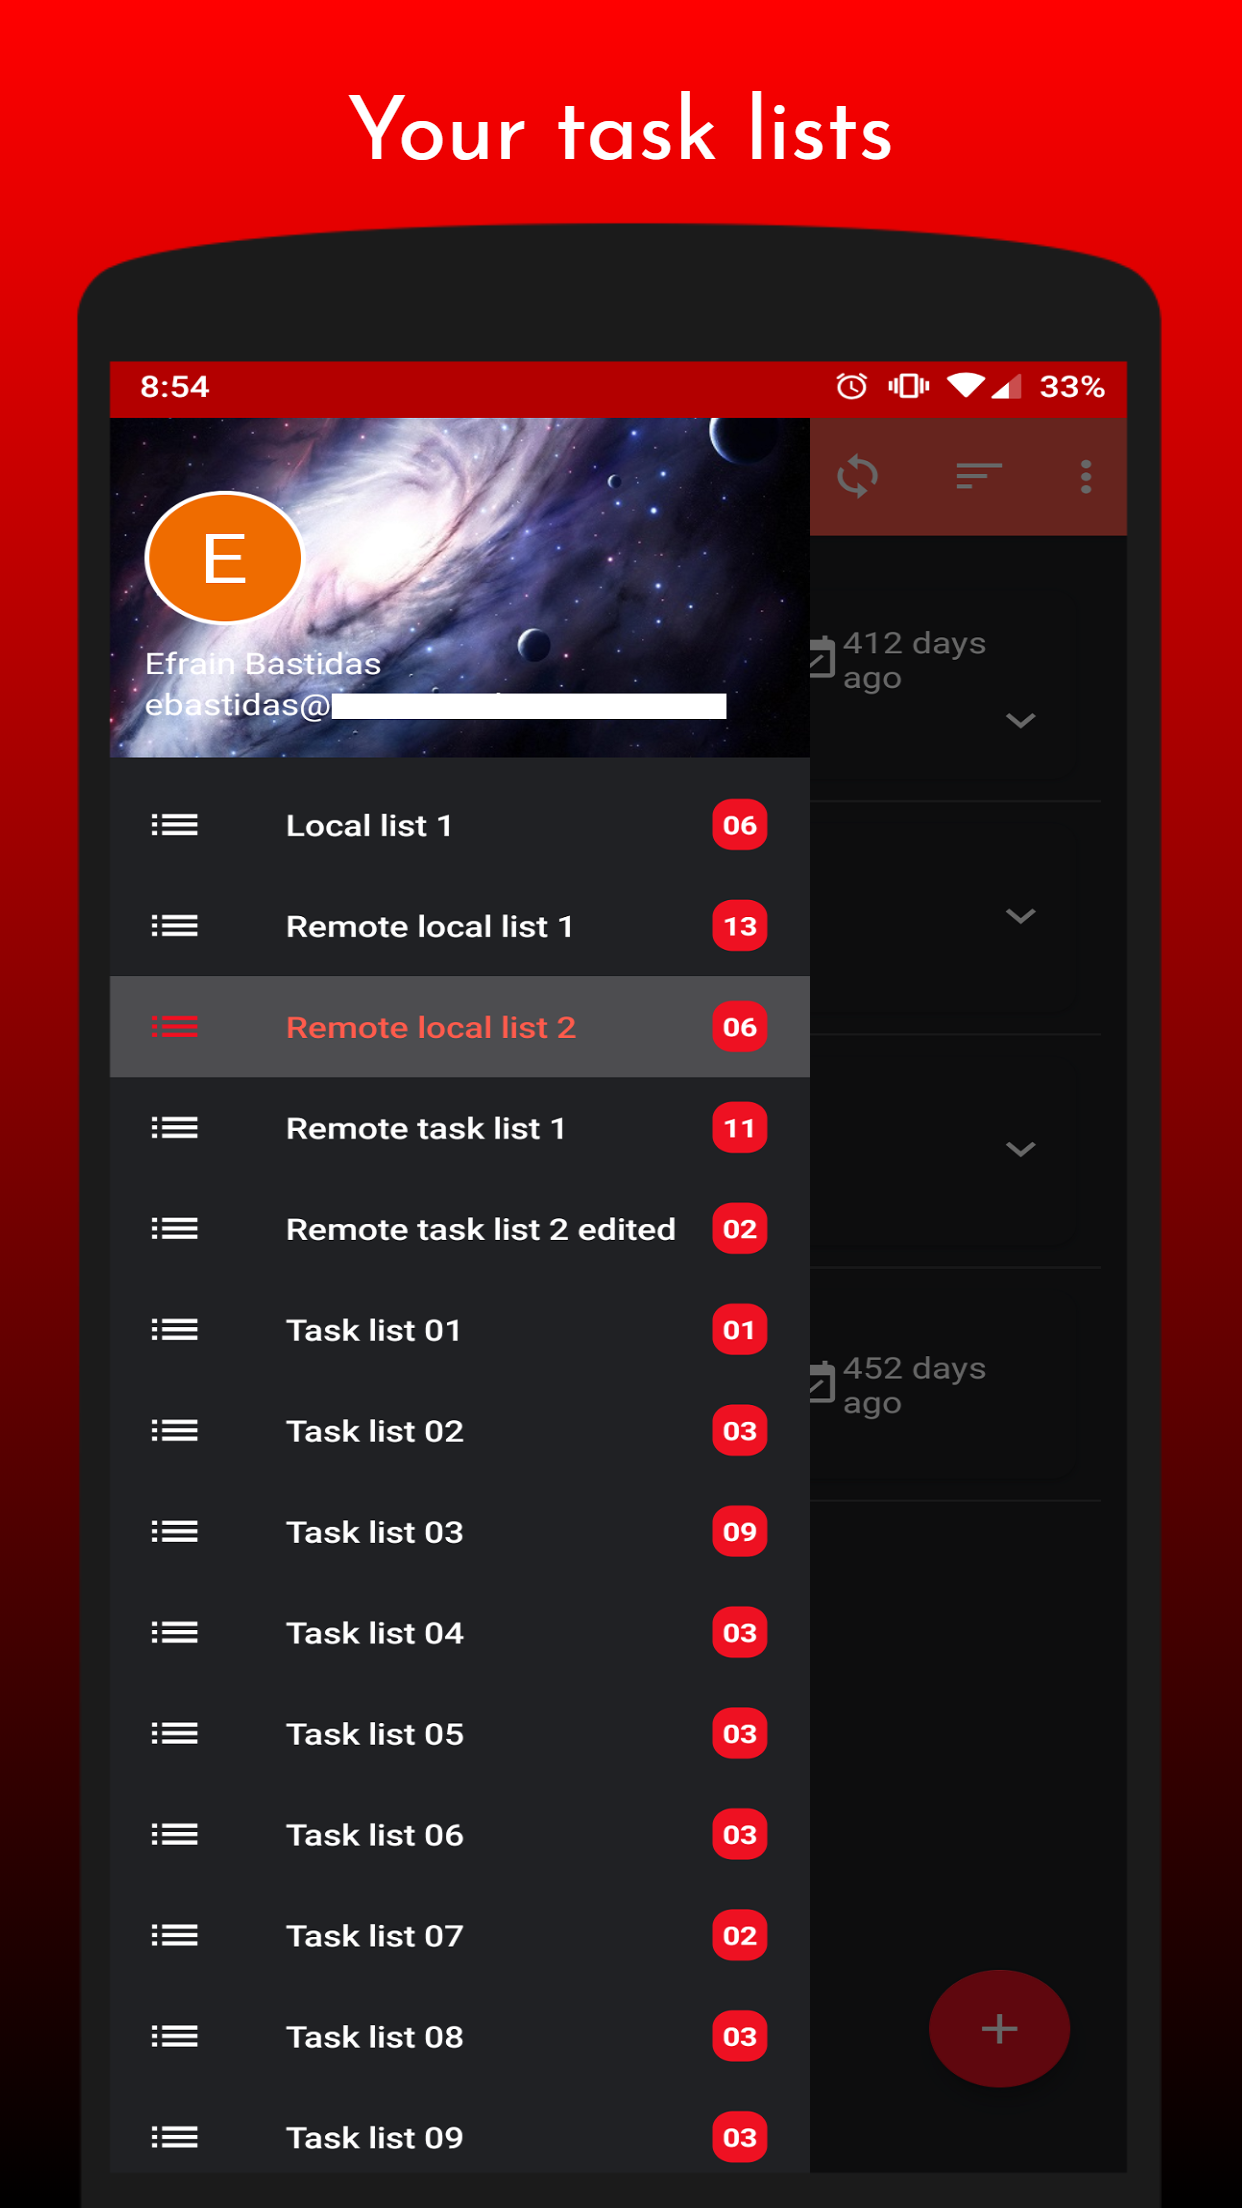 Your task lists
8:54
33%
E
Efrain Bastidas
ebastidas@
412 days
ago
Local list 1
06
Remote local list 1
13
Remote local list 2
06
Remote task list 1
11
Remote task list 2 edited
02
Task list 01
01
452 days
ago
Task list 02
03
Task list 03
09
Task list 04
03
Task list 05
03
Task list 06
03
Task list 07
02
Task list 08
03
Task list 09
03